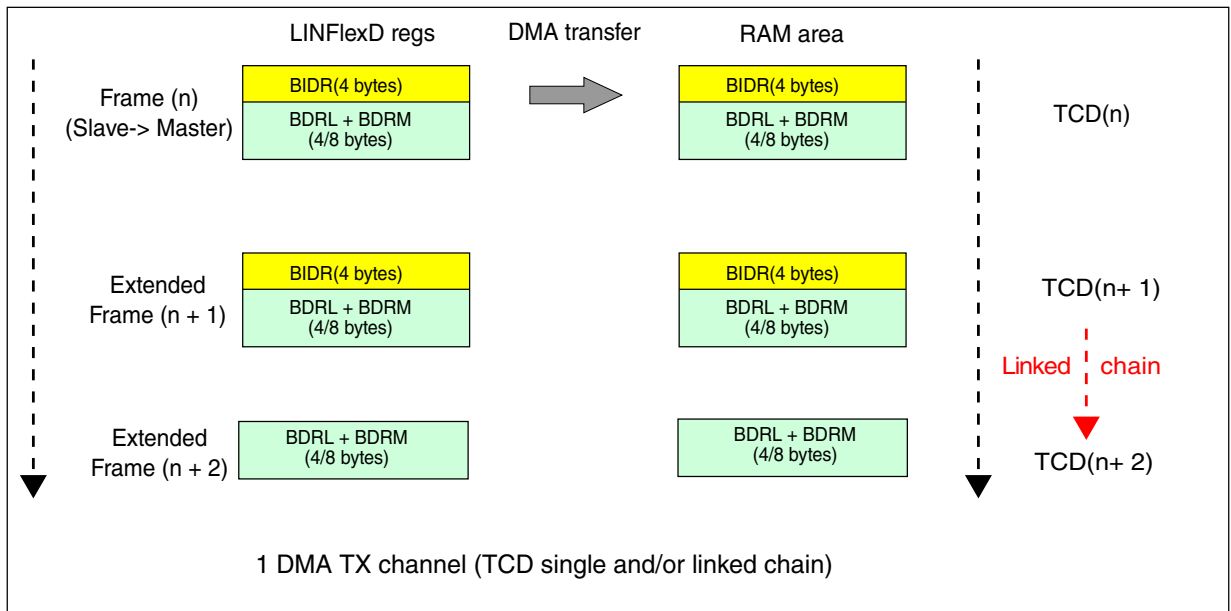 LINFlexD regs DMA transfer RAM area
Frame (n)
(Slave-> Master)
BIDR(4 bytes)
BDRL + BDRM
(4/8 bytes)
BIDR(4 bytes)
BDRL + BDRM
(4/8 bytes)
TCD(n)
Extended
Frame (n + 1)
BIDR(4 bytes)
BDRL + BDRM
(4/8 bytes)
BIDR(4 bytes)
BDRL + BDRM
(4/8 bytes)
TCD(n+ 1)
Linked chain
Extended
Frame (n + 2)
BDRL + BDRM
(4/8 bytes)
BDRL + BDRM
(4/8 bytes)
TCD(n+ 2)
1 DMA TX channel (TCD single and/or linked chain)